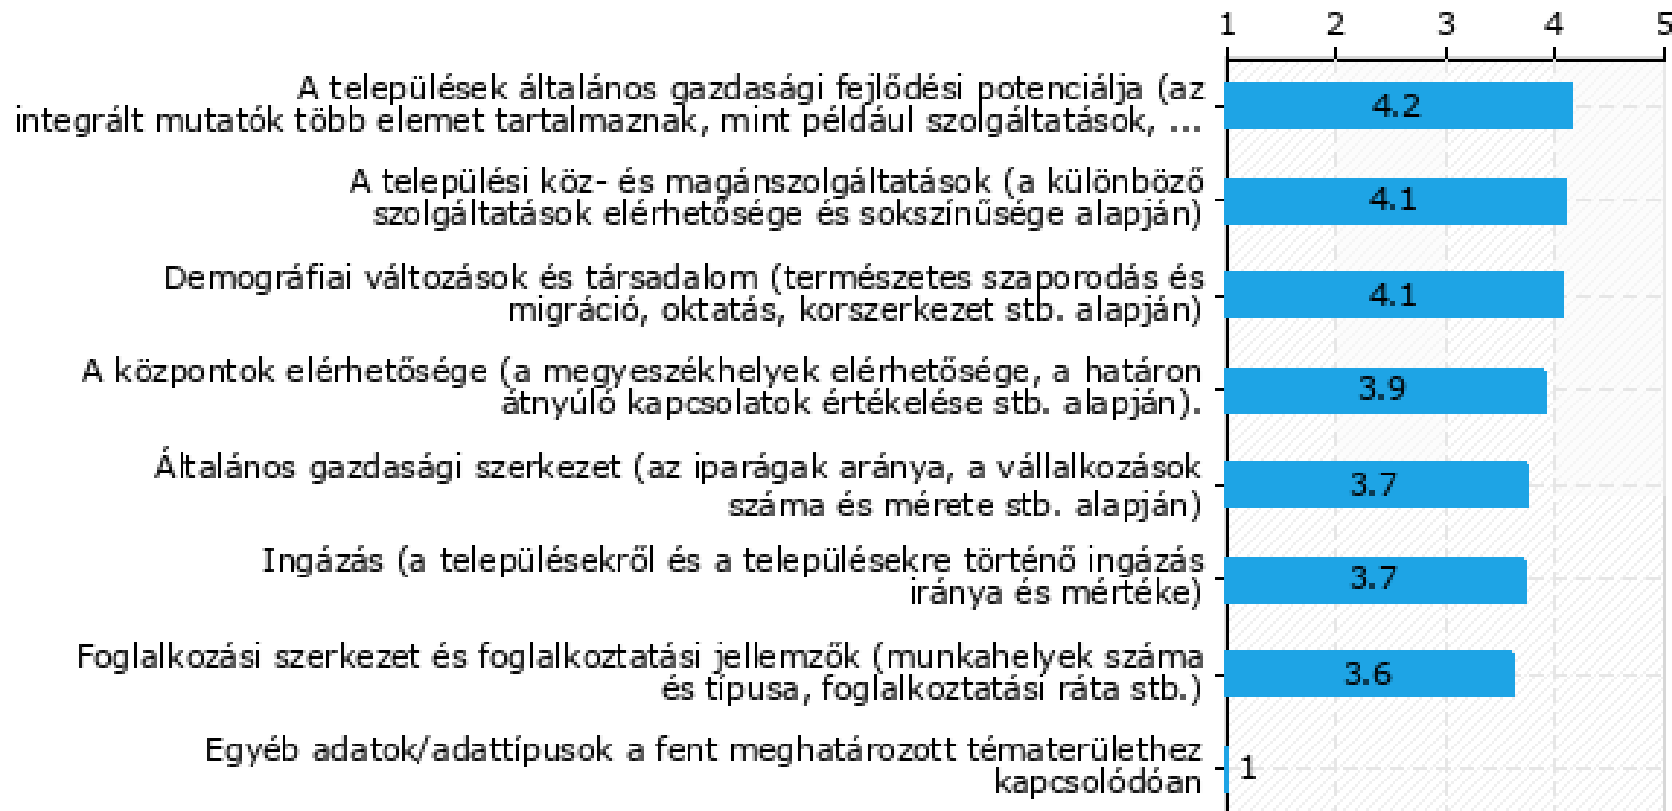 1 2 3 4 5
A települések általános gazdasági fejlődési potenciálja (az
integrált mutatók több elemet tartalmaznak, mint például szolgáltatások, ...
4.2
A települési köz- és magánszolgáltatások (a különböző
szolgáltatások elérhetősége és sokszínűsége alapján)
4.1
Demográfiai változások és társadalom (természetes szaporodás és
migráció, oktatás, korszerkezet stb. alapján)
4.1
A központok elérhetősége (a megyeszékhelyek elérhetősége, a határon
átnyúló kapcsolatok értékelése stb. alapján).
3.9
Általános gazdasági szerkezet (az iparágak aránya, a vállalkozások
száma és mérete stb. alapján)
3.7
Ingázás (a településekről és a településekre történő ingázás
iránya és mértéke)
3.7
Foglalkozási szerkezet és foglalkoztatási jellemzők (munkahelyek száma
és típusa, foglalkoztatási ráta stb.)
3.6
Egyéb adatok/adattípusok a fent meghatározott tématerülethez
kapcsolódóan
1